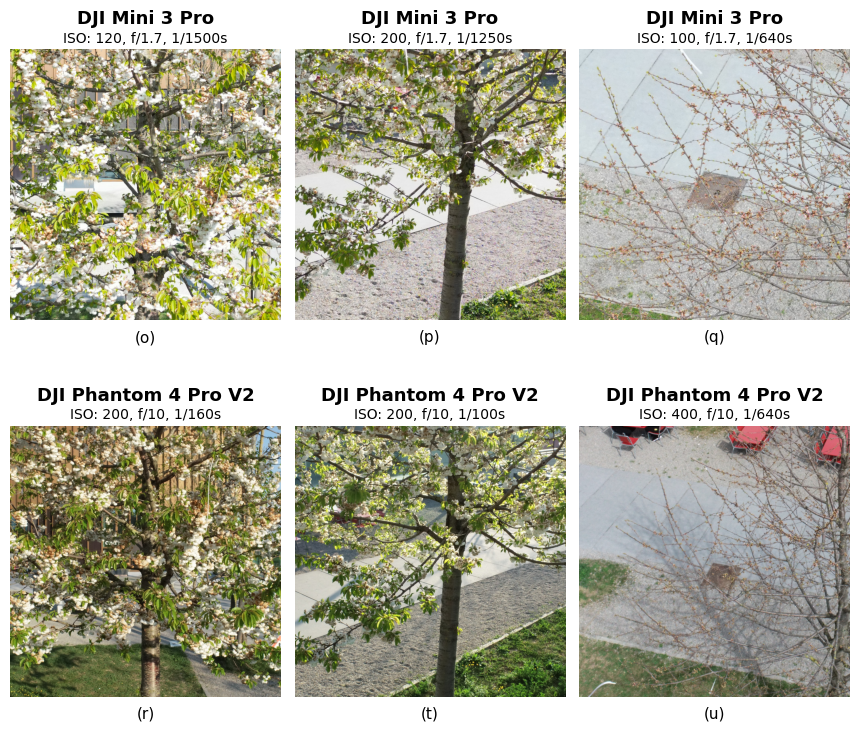 DJI Mini 3 Pro
ISO: 120, f/1.7, 1/1500s
(o)
DJI Mini 3 Pro
ISO: 200, f/1.7, 1/1250s
(p)
DJI Mini 3 Pro
ISO: 100, f/1.7, 1/640s
(q)
DJI Phantom 4 Pro V2
ISO: 200, f/10, 1/160s
(r)
DJI Phantom 4 Pro V2
ISO: 200, f/10, 1/100s
(t)
DJI Phantom 4 Pro V2
ISO: 400, f/10, 1/640s
(u)